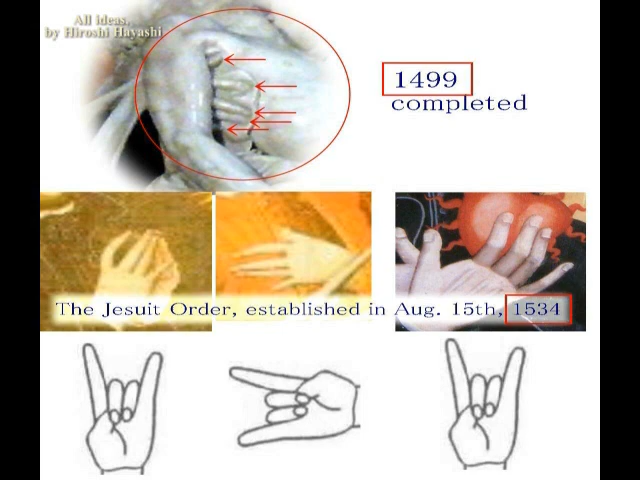 All ideas,
by Hiroshi Hayashi
1499
completed
The Jesuit Order, established in Aug. 15th, 1534